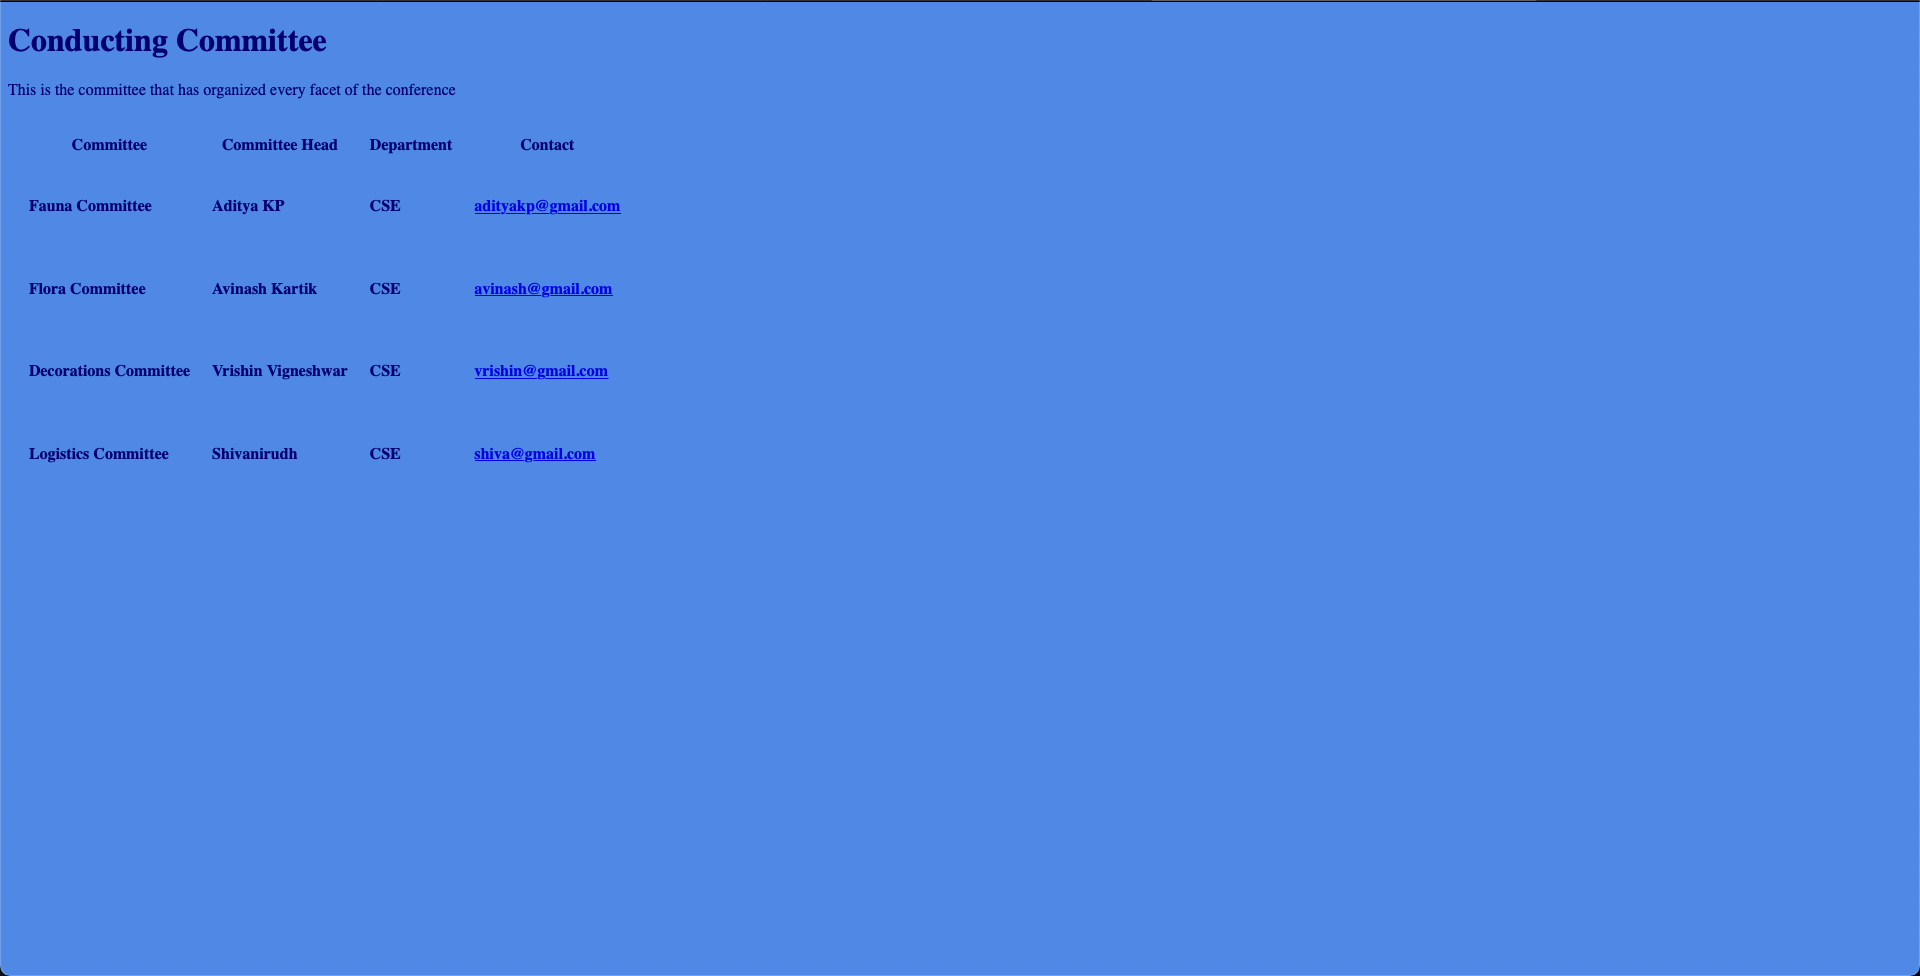 Conducting Committee
This is the committee that has organized every facet of the conference
Committee Committee Head Department Contact
Fauna Committee Aditya KP CSE adityakp@gmail.com
Flora Committee Avinash Kartik CSE avinash@gmail.com
Decorations Committee Vrishin Vigneshwar CSE vrishin@gmail.com
Logistics Committee Shivanirudh CSE shiva@gmail.com